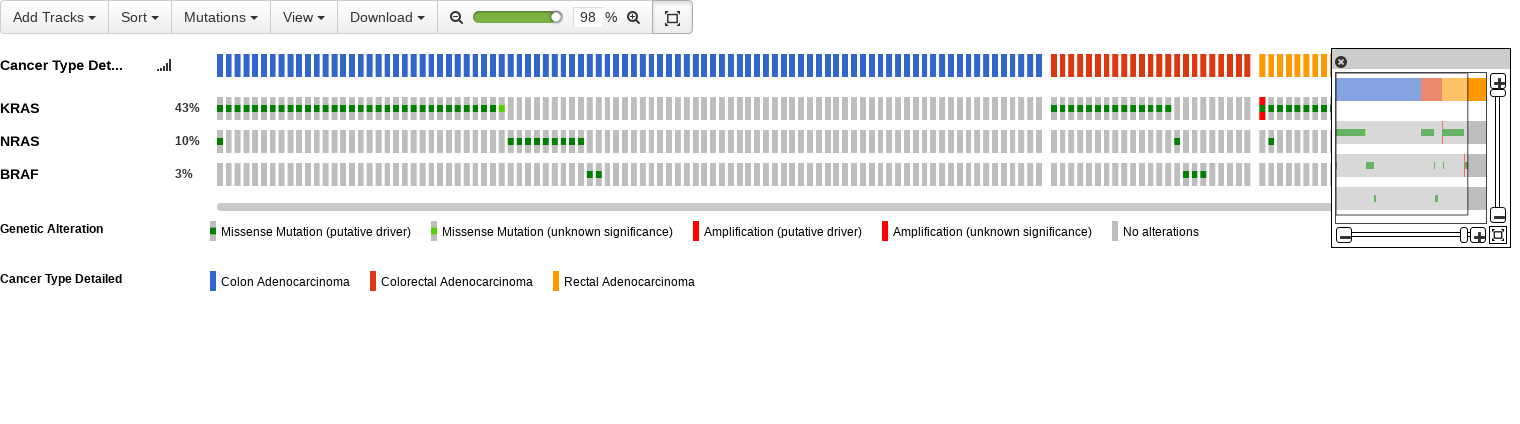 Add Tracks Sort Mutations View Download 98 %
Cancer Type Det...
KRAS 43%
NRAS 10%
BRAF 3%
Genetic Alteration Missense Mutation (putative driver) Missense Mutation (unknown significance) Amplification (putative driver) Amplification (unknown significance) No alterations
Cancer Type Detailed Colon Adenocarcinoma Colorectal Adenocarcinoma Rectal Adenocarcinoma